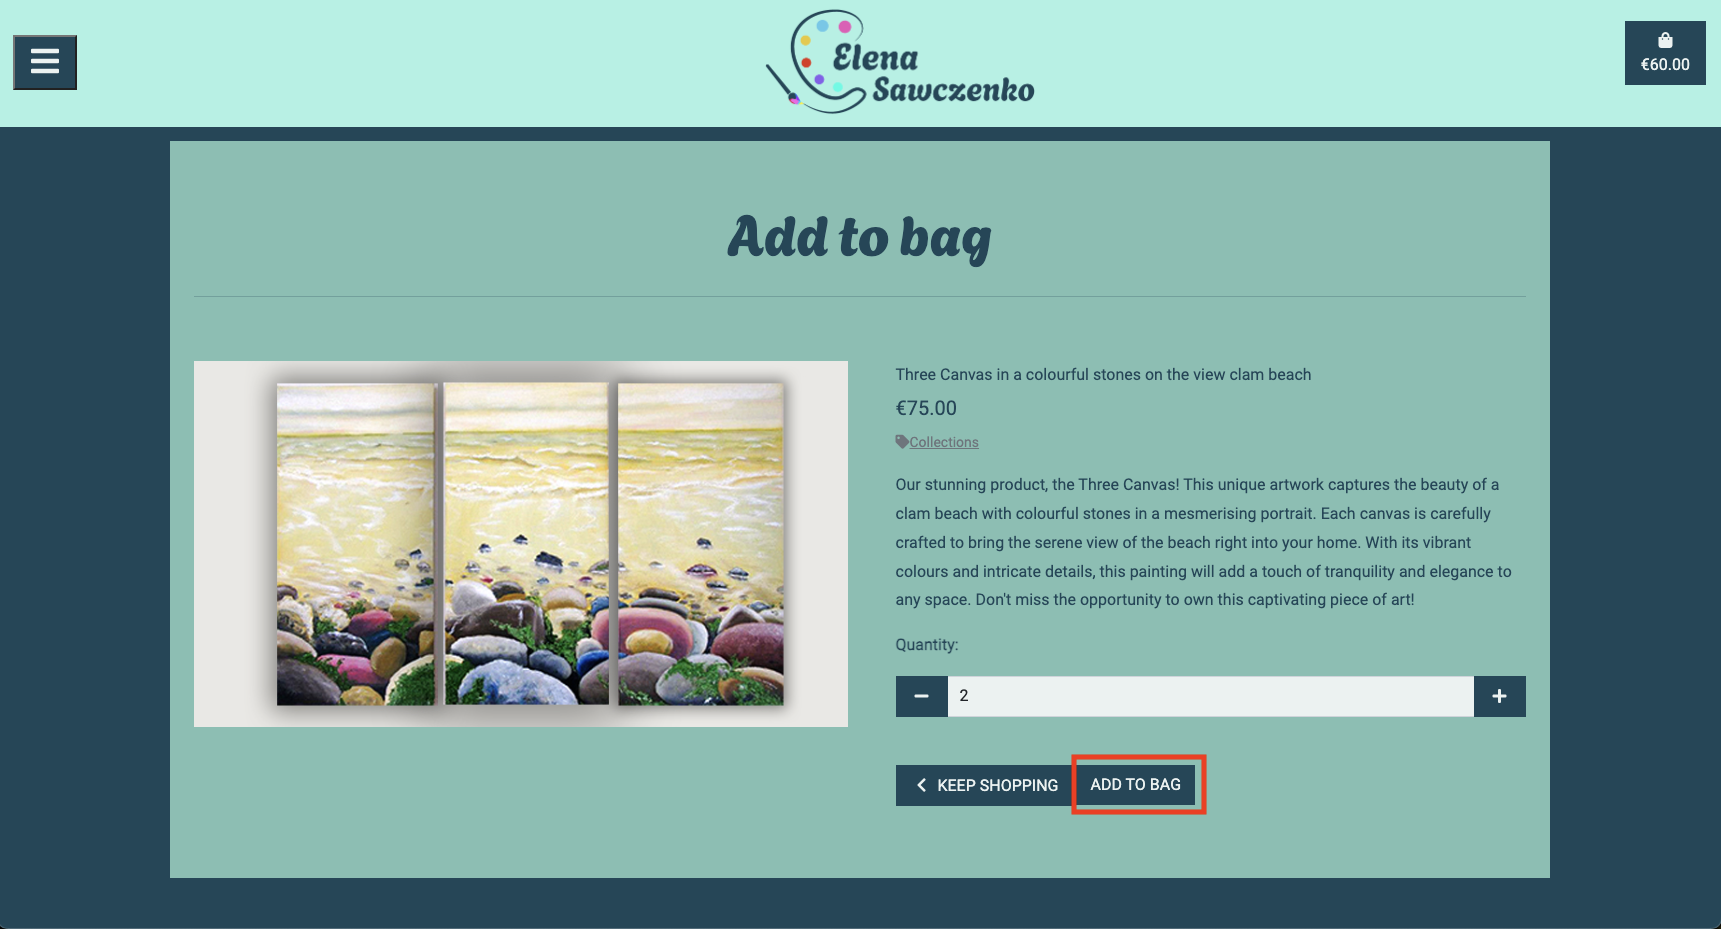 Elena
Sawczenko
€60.00
Add to bag
Three Canvas in a colourful stones on the view clam beach
€75.00
Collections
Our stunning product, the Three Canvas! This unique artwork captures the beauty of a
clam beach with colourful stones in a mesmerising portrait. Each canvas is carefully
crafted to bring the serene view of the beach right into your home. With its vibrant
colours and intricate details, this painting will add a touch of tranquility and elegance to
any space. Don't miss the opportunity to own this captivating piece of art!
Quantity:
2
KEEP SHOPPING
ADD TO BAG